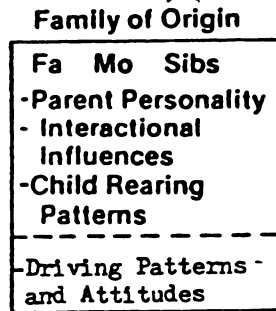 Family of Origin
Fa Mo Sibs
-Parent Personality
- Interactional
Influences
-Child Rearing
Patterns
-Driving Patterns -
and Attitudes